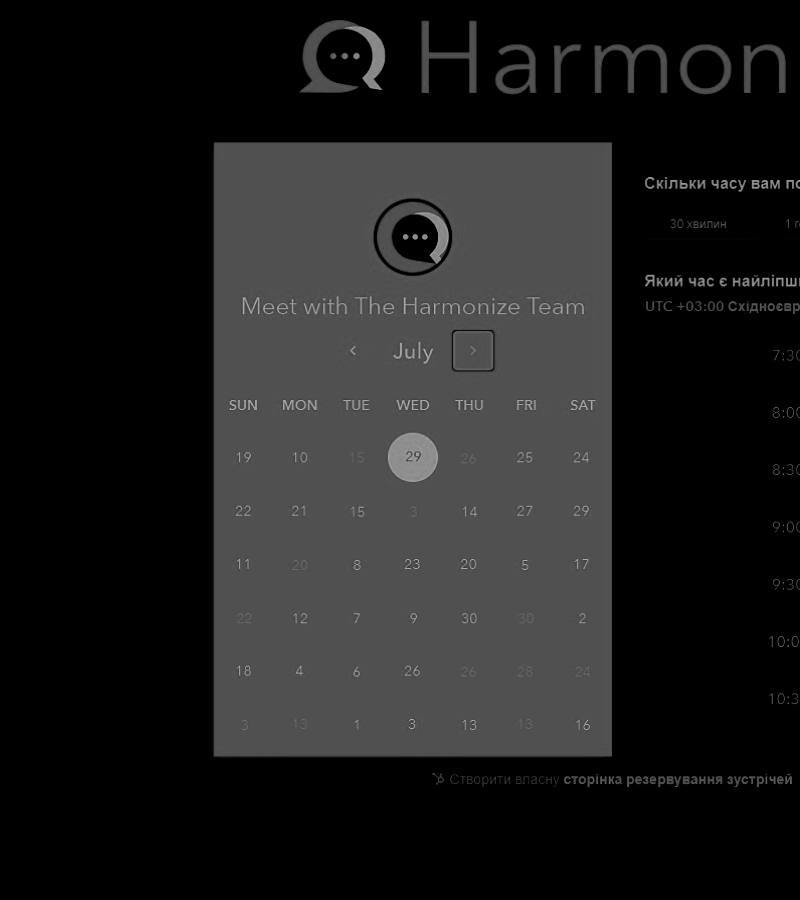 Harmon
Meet with The Harmonize Team
July
SUN MON TUE WED THU FRI SAT
19 10 15 29 26 25 24
22 21 15 3 14 27 29
11 20 8 23 20 5 17
22 12 7 9 30 30 2
18 4 6 26 26 28 24
3 13 1 3 13 13 16
Скільки часу вам по
30 хвилин 1 г
Який час є найліпш
UTC +03:00 Східноєвр
7:30
8:00
8:30
9:00
9:30
10:0
10:3
Створити власну сторінка резервування зустрічей